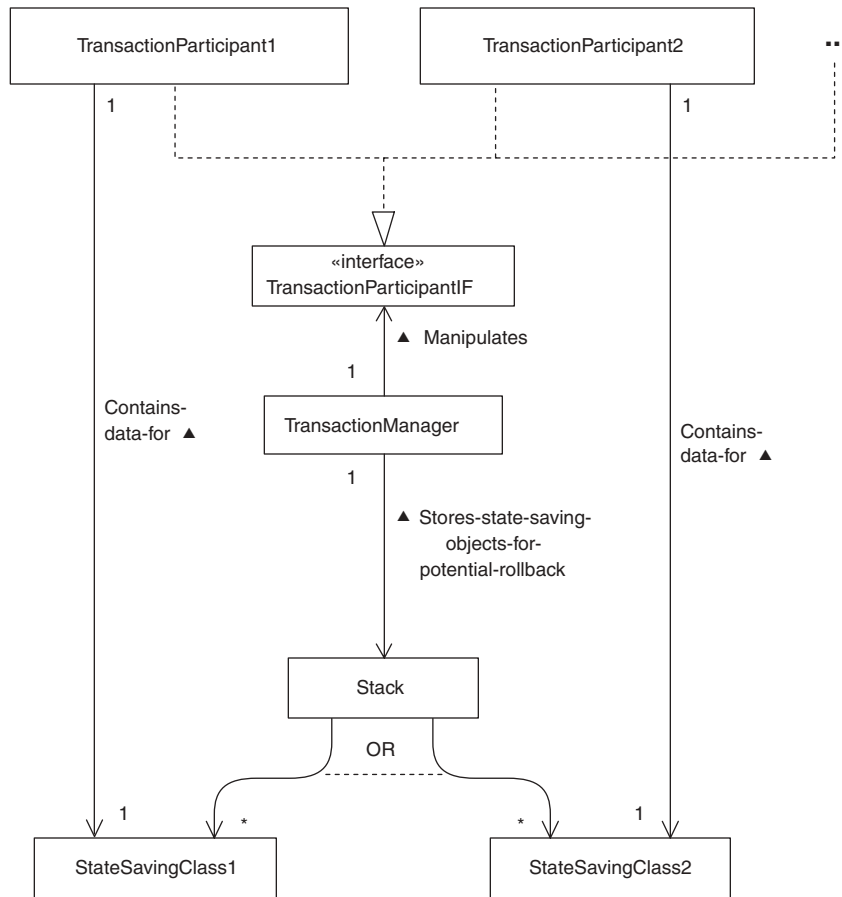 TransactionParticipant1
TransactionParticipant2
..
1
1
«interface»
TransactionParticipantIF
▲ Manipulates
1
Contains-
data-for ▲
TransactionManager
Contains-
data-for ▲
1
▲ Stores-state-saving-
objects-for-
potential-rollback
Stack
OR
1
*
*
1
StateSavingClass1
StateSavingClass2